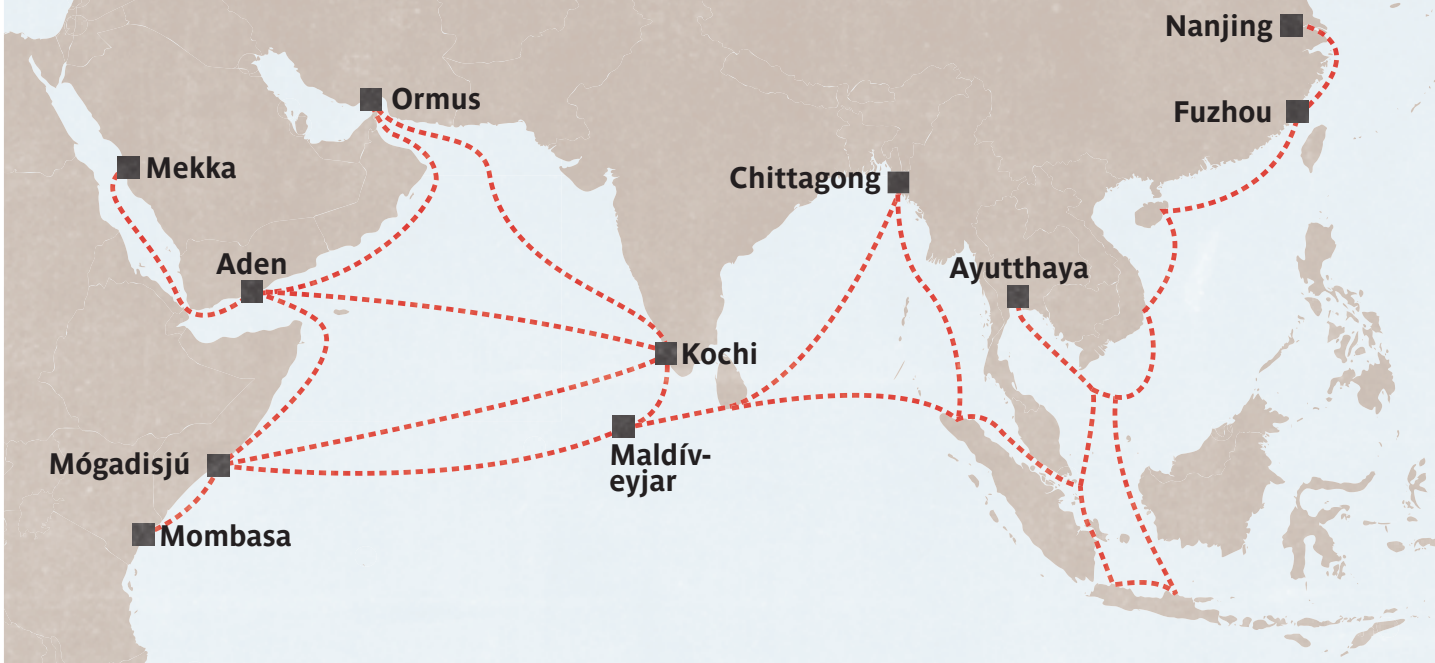 Nanjing
Ormus
Fuzhou
Mekka
Chittagong
Aden
Ayutthaya
Kochi
Mógadisjú
Maldív-
eyjar
Mombasa